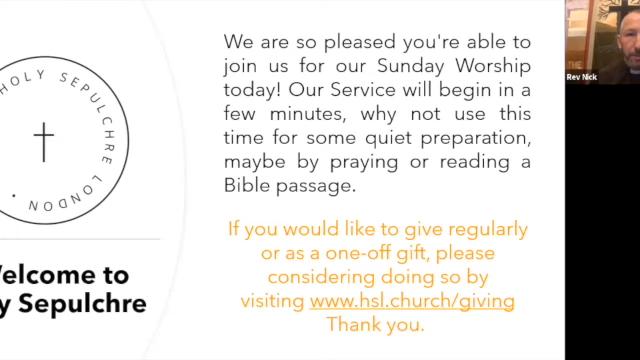 HOLY SEPULCHRE LONDON
elcome to
y Sepulchre
We are so pleased you're able to
join us for our Sunday Worship
today! Our Service will begin in a
few minutes, why not use this
time for some quiet preparation,
maybe by praying or reading a
Bible passage.
If you would like to give regularly
or as a one-off gift, please
considering doing so by
visiting www.hsl.church/giving
Thank you.
Rev Nick